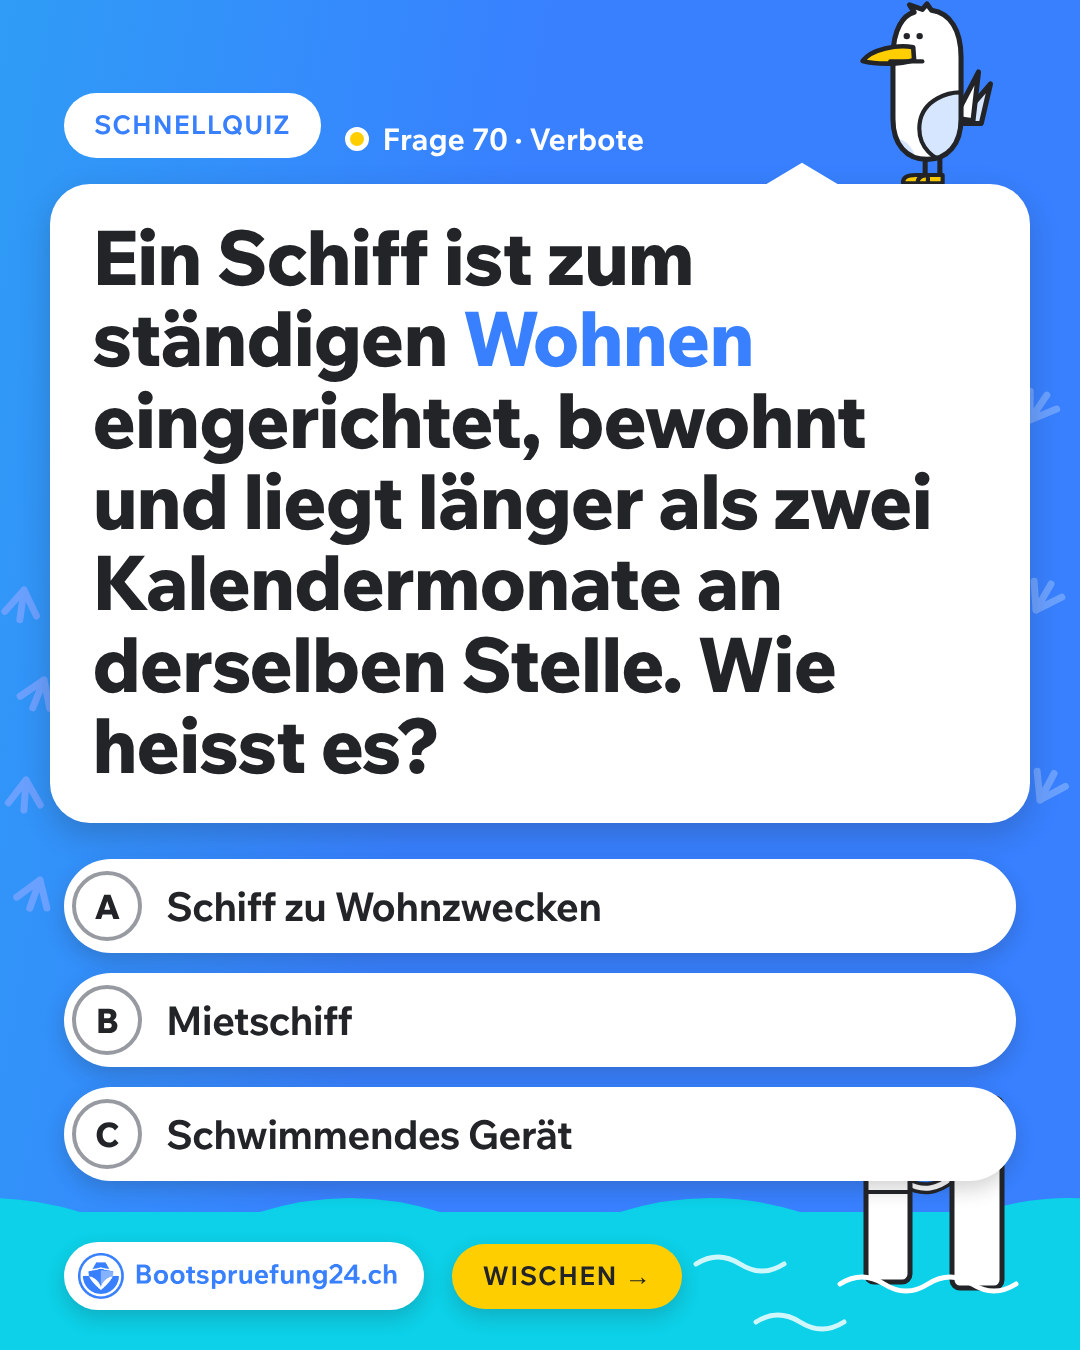 SCHNELLQUIZ
Frage 70 · Verbote
Ein Schiff ist zum
ständigen Wohnen
eingerichtet, bewohnt
und liegt länger als zwei
Kalendermonate an
derselben Stelle. Wie
heisst es?
A Schiff zu Wohnzwecken
B Mietschiff
C Schwimmendes Gerät
Bootspruefung24.ch
WISCHEN →